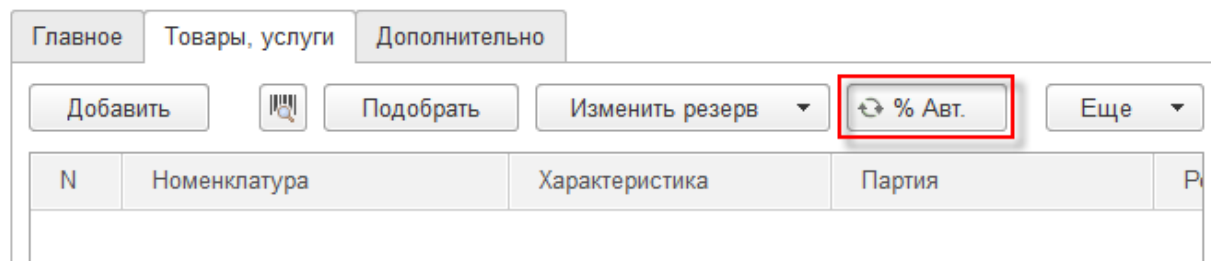 Главное Товары, услуги Дополнительно
Добавить Подобрать Изменить резерв % Авт. Еще
N Номенклатура Характеристика Партия